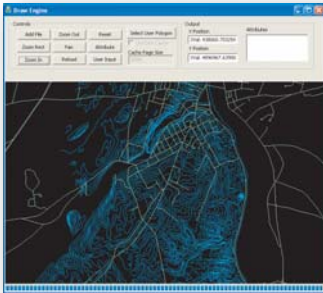 Draw Engine
Controls
Add File
Zoom Out
Reset
Select User Polygon
Zoom Rect
Pan
Attribute
Cache Page Size
Zoom In
Reload
User Input
Output
X Position
Y Position
Attributes